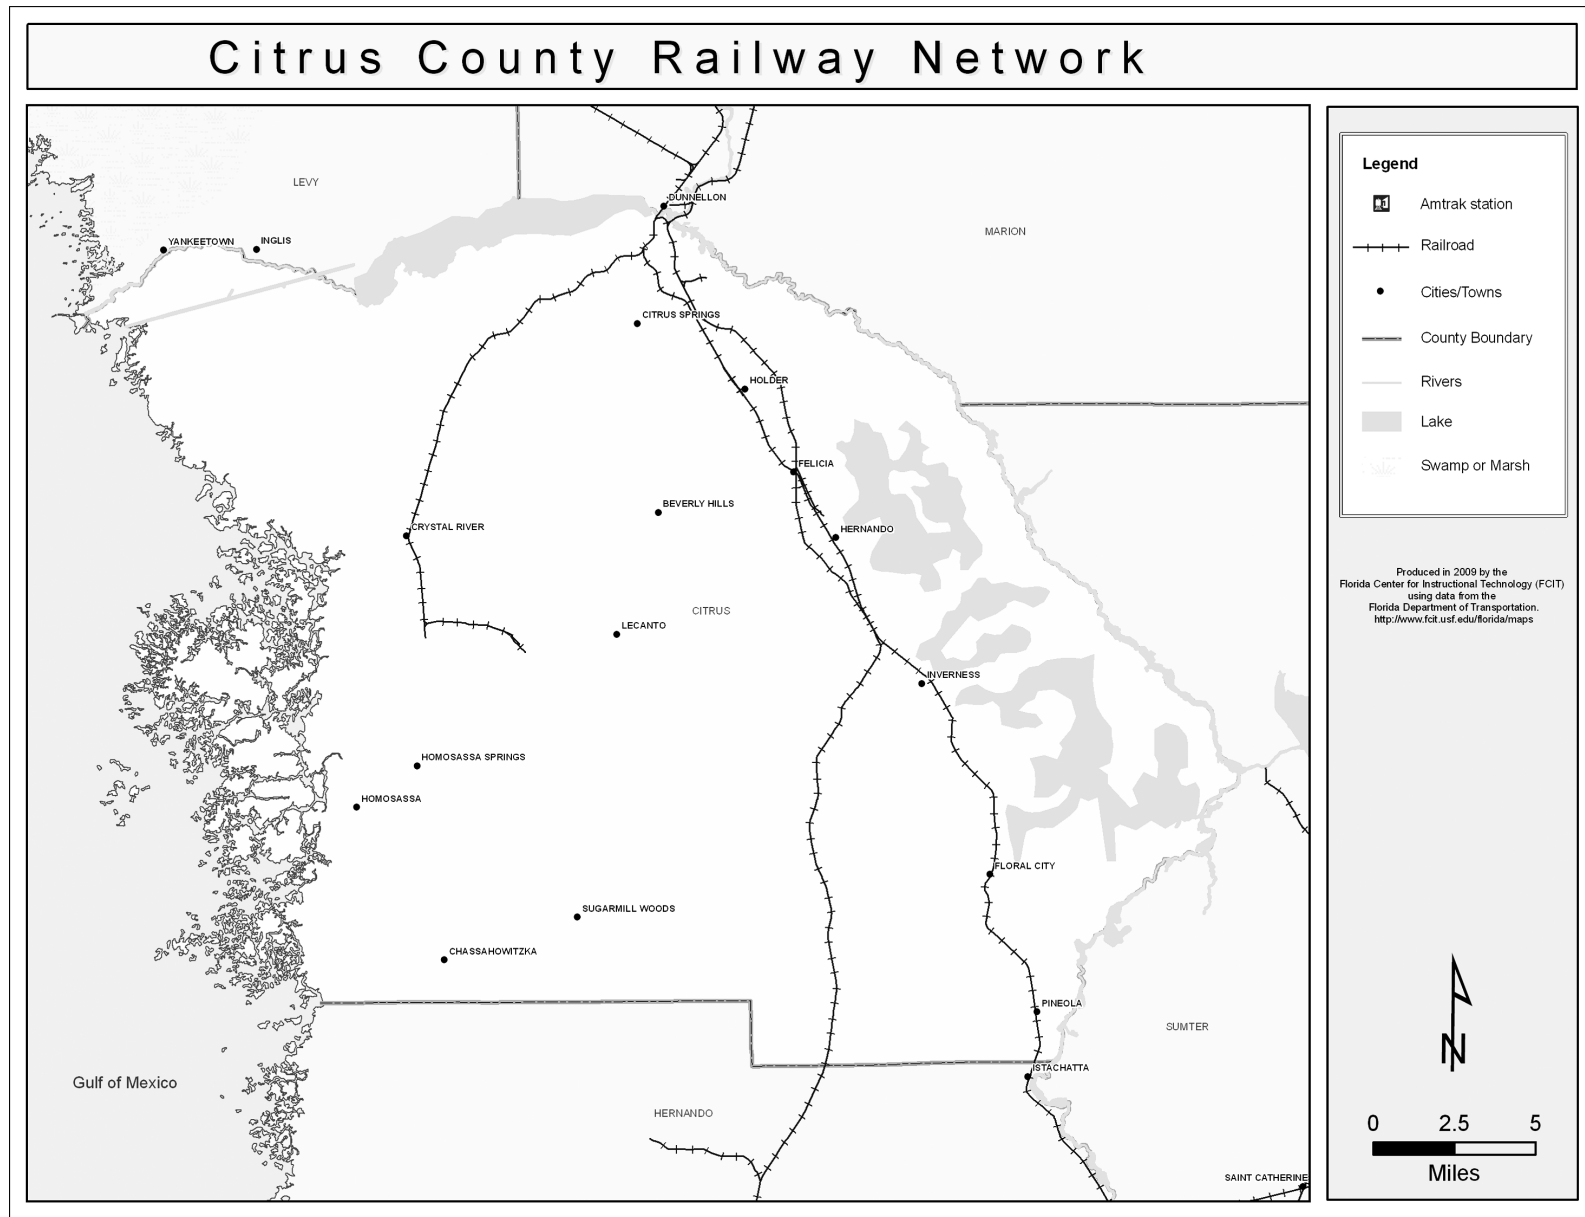 Citrus County Railway Network
LEVY
DUNNELLON
MARION
YANKEETOWN
INGLIS
CITRUS SPRINGS
HOLDER
FELICIA
BEVERLY HILLS
CRYSTAL RIVER
HERNANDO
CITRUS
LECANTO
INVERNESS
HOMOSASSA SPRINGS
HOMOSASSA
FLORAL CITY
SUGARMILL WOODS
CHASSAHOWITZKA
PINEOLA
SUMTER
ISTACHATTA
Gulf of Mexico
HERNANDO
SAINT CATHERINE
Legend
Amtrak station
Railroad
Cities/Towns
County Boundary
Rivers
Lake
Swamp or Marsh
Produced in 2009 by the
Florida Center for Instructional Technology (FCIT)
using data from the
Florida Department of Transportation.
http://www.fcit.usf.edu/florida/maps
N
0 2.5 5
Miles